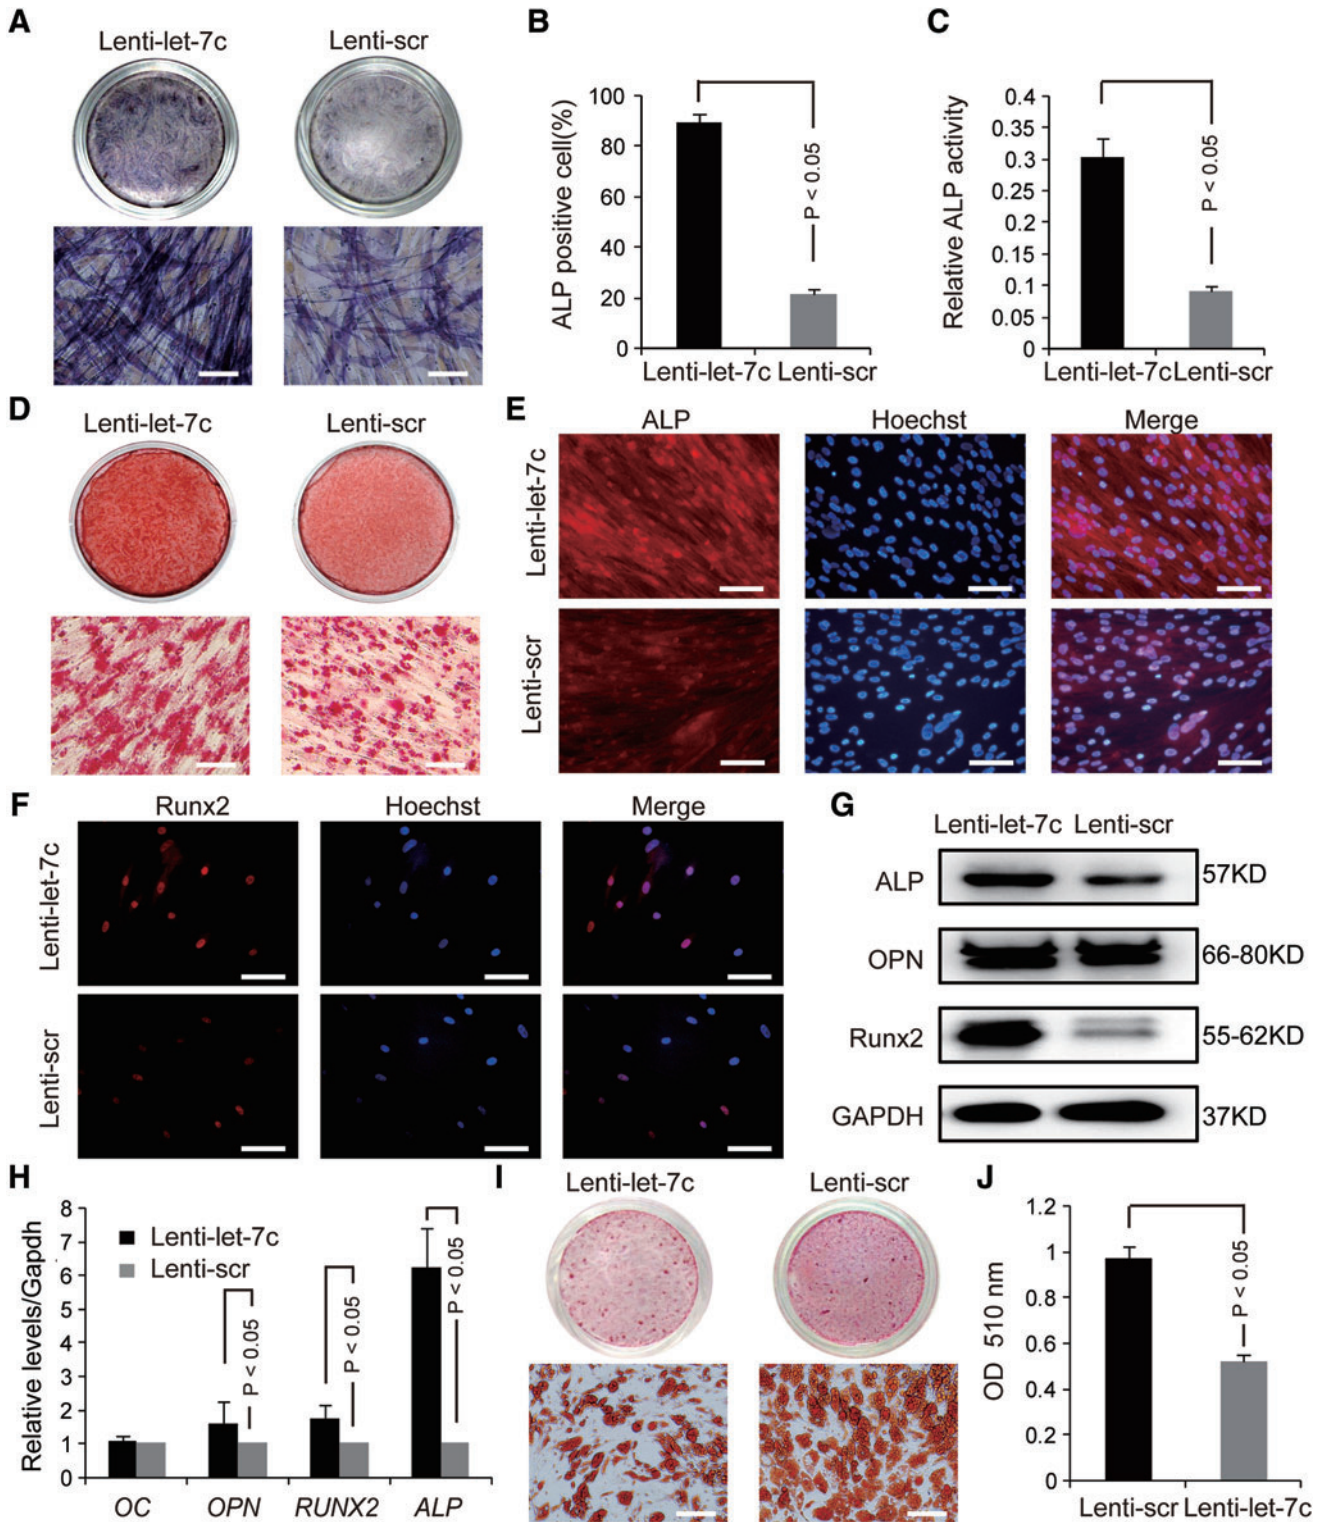 A
Lenti-let-7c
Lenti-scr
B
ALP positive cell(%)
100
80
60
40
20
0
P < 0.05
Lenti-let-7c Lenti-scr
C
Relative ALP activity
0.4
0.35
0.3
0.25
0.2
0.15
0.1
0.05
0
P < 0.05
Lenti-let-7cLenti-scr
D
Lenti-let-7c
Lenti-scr
E
ALP
Hoechst
Merge
Lenti-let-7c
Lenti-scr
F
Runx2
Hoechst
Merge
Lenti-let-7c
Lenti-scr
G
Lenti-let-7c Lenti-scr
ALP
57KD
OPN
66-80KD
Runx2
55-62KD
GAPDH
37KD
H
Relative levels/Gapdh
8
7
6
5
4
3
2
1
0
Lenti-let-7c
Lenti-scr
P < 0.05
P < 0.05
P < 0.05
OC
OPN
RUNX2
ALP
I
Lenti-let-7c
Lenti-scr
J
OD 510 nm
1.2
1
0.8
0.6
0.4
0.2
0
P < 0.05
Lenti-scr Lenti-let-7c